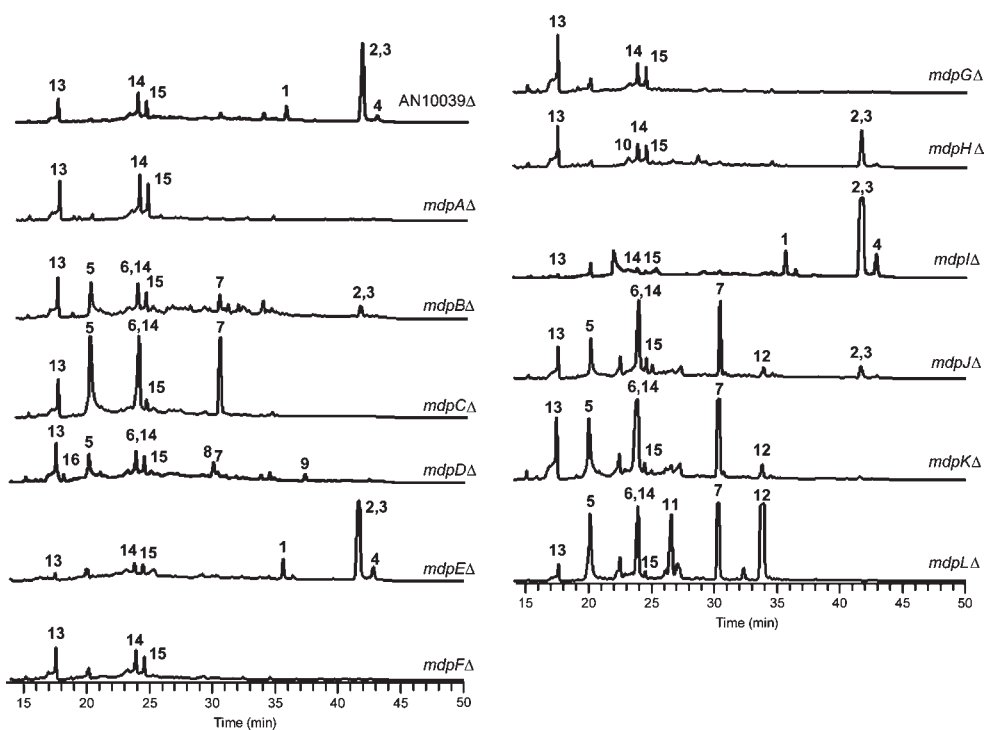 13 14 15 1 2,3 4 AN10039Δ
13 14 15 mdpAΔ
13 5 6,14 15 7 2,3 mdpBΔ
13 5 6,14 15 7 mdpCΔ
13 16 5 6,14 15 8 7 9 mdpDΔ
13 14 15 1 2,3 4 mdpEΔ
13 14 15 mdpFΔ
20 25 30 35 40 45 50
Time (min)
13 14 15 mdpGΔ
13 10 14 15 2,3 mdpHΔ
13 14 15 1 2,3 4 mdpIΔ
13 5 6,14 15 7 12 2,3 mdpJΔ
13 5 6,14 15 7 12 mdpKΔ
13 5 6,14 15 11 7 12 mdpLΔ
15 20 25 30 35 40 45 50
Time (min)